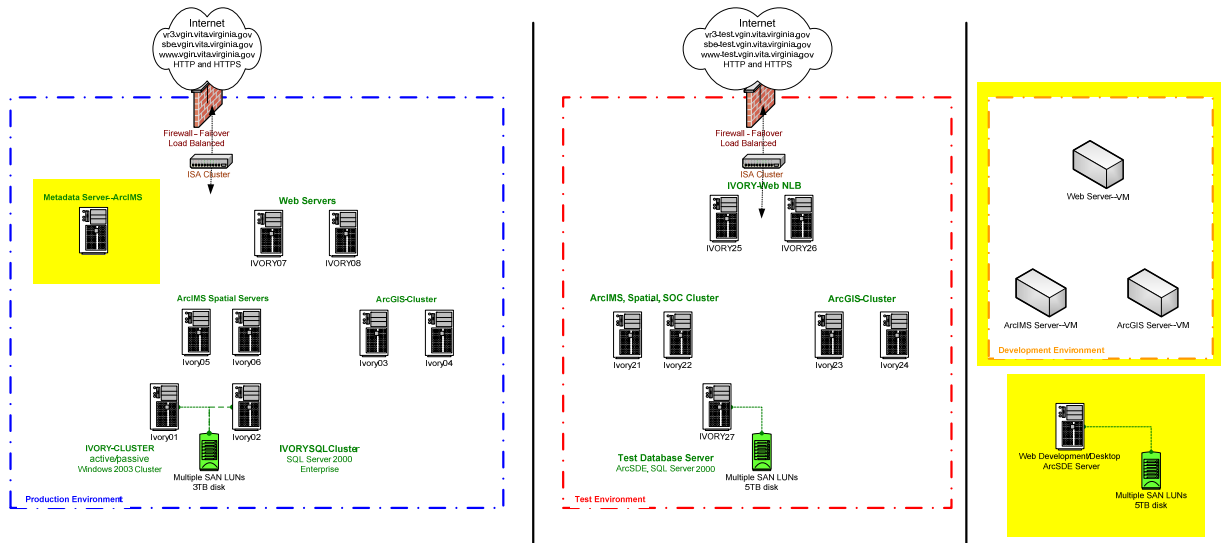 Internet
vr3.vgin.vita.virginia.gov
sbe.vgin.vita.virginia.gov
www.vgin.vita.virginia.gov
HTTP and HTTPS
Firewall - Failover
Load Balanced
ISA Cluster
Metadata Server--ArcIMS
Web Servers
IVORY07
IVORY08
ArcIMS Spatial Servers
ArcGIS-Cluster
Ivory05
Ivory06
Ivory03
Ivory04
Ivory01
Ivory02
IVORY-CLUSTER
active/passive
Windows 2003 Cluster
IVORYSQLCluster
SQL Server 2000
Enterprise
Multiple SAN LUNs
3TB disk
Production Environment
Internet
vr3-test.vgin.vita.virginia.gov
sbe-test.vgin.vita.virginia.gov
www-test.vgin.vita.virginia.gov
HTTP and HTTPS
Firewall - Failover
Load Balanced
ISA Cluster
IVORY-Web NLB
IVORY25
IVORY26
ArcIMS, Spatial, SOC Cluster
ArcGIS-Cluster
Ivory21
Ivory22
Ivory23
Ivory24
IVORY27
Test Database Server
ArcSDE, SQL Server 2000
Multiple SAN LUNs
5TB disk
Test Environment
Web Server--VM
ArcIMS Server--VM
ArcGIS Server--VM
Development Environment
Web Development/Desktop
ArcSDE Server
Multiple SAN LUNs
5TB disk